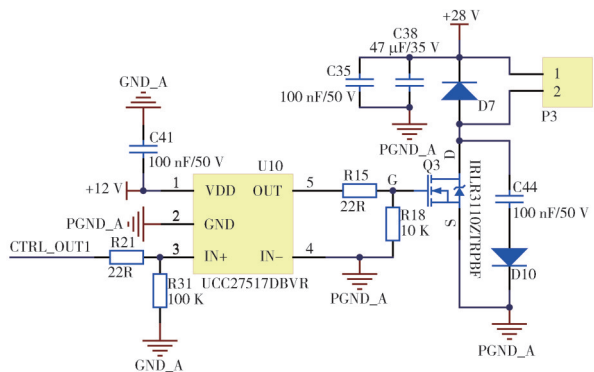 +28 V
C38
47 μF/35 V
C35
100 nF/50 V
1
2
D7
P3
PGND_A
GND_A
C41
100 nF/50 V
U10
+12 V
1
VDD
OUT
5
R15
22R
G
Q3
D
S
IRLR3110ZTRPBF
C44
100 nF/50 V
PGND_A
2
GND
R18
10 K
CTRL_OUT1
R21
22R
3
IN+
IN−
4
D10
R31
100 K
UCC27517DBVR
PGND_A
GND_A
PGND_A